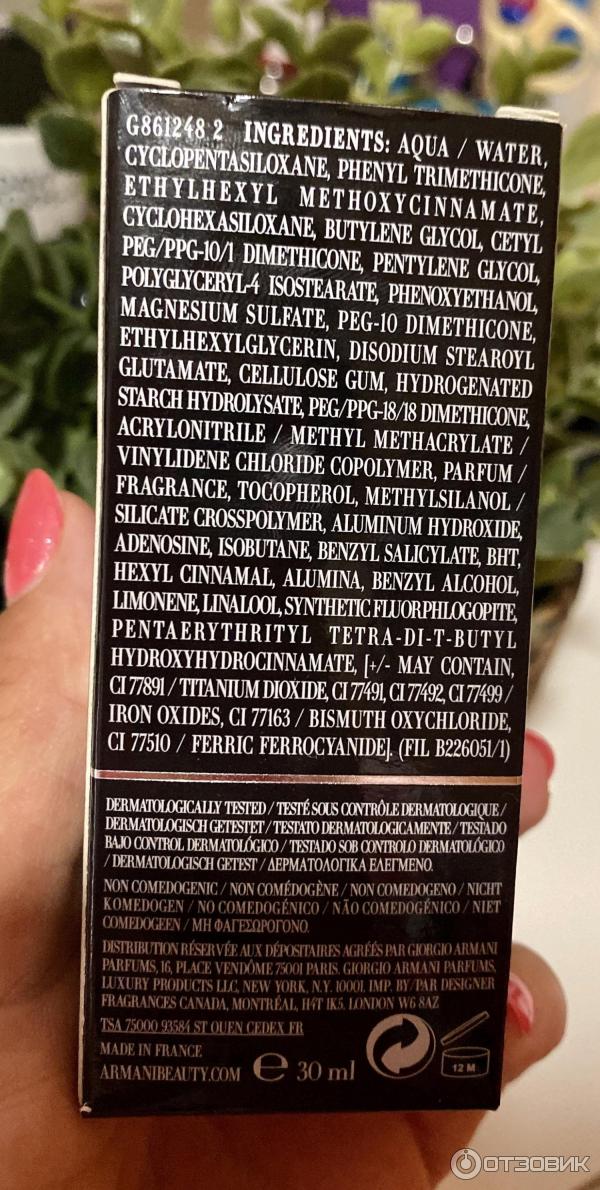 G861248 2 INGREDIENTS: AQUA / WATER,
CYCLOPENTASILOXANE, PHENYL TRIMETHICONE,
ETHYLHEXYL METHOXYCINNAMATE,
CYCLOHEXASILOXANE, BUTYLENE GLYCOL, CETYL
PEG/PPG-10/1 DIMETHICONE, PENTYLENE GLYCOL,
POLYGLYCERYL-4 ISOSTEARATE, PHENOXYETHANOL,
MAGNESIUM SULFATE, PEG-10 DIMETHICONE,
ETHYLHEXYLGLYCERIN, DISODIUM STEAROYL
GLUTAMATE, CELLULOSE GUM, HYDROGENATED
STARCH HYDROLYSATE, PEG/PPG-18/18 DIMETHICONE,
ACRYLONITRILE / METHYL METHACRYLATE /
VINYLIDENE CHLORIDE COPOLYMER, PARFUM /
FRAGRANCE, TOCOPHEROL, METHYLSILANOL /
SILICATE CROSSPOLYMER, ALUMINUM HYDROXIDE,
ADENOSINE, ISOBUTANE, BENZYL SALICYLATE, BHT,
HEXYL CINNAMAL, ALUMINA, BENZYL ALCOHOL,
LIMONENE, LINALOOL, SYNTHETIC FLUORPHLOGOPITE,
PENTAERYTHRITYL TETRA-DI-T-BUTYL
HYDROXYHYDROCINNAMATE, [+/- MAY CONTAIN,
CI 77891 / TITANIUM DIOXIDE, CI 77491, CI 77492, CI 77499 /
IRON OXIDES, CI 77163 / BISMUTH OXYCHLORIDE,
CI 77510 / FERRIC FERROCYANIDE]. (FIL B226051/1)
DERMATOLOGICALLY TESTED / TESTÉ SOUS CONTRÔLE DERMATOLOGIQUE /
DERMATOLOGISCH GETESTET / TESTATO DERMATOLOGICAMENTE / TESTADO
BAJO CONTROL DERMATOLÓGICO / TESTADO SOB CONTROLO DERMATOLÓGICO
/ DERMATOLOGISCH GETEST / ΔΕΡΜΑΤΟΛΟΓΙΚΑ ΕΛΕΓΜΕΝΟ.
NON COMEDOGENIC / NON COMÉDOGÈNE / NON COMEDOGENO / NICHT
KOMEDOGEN / NO COMEDOGÉNICO / NÃO COMEDOGÉNICO / NIET
COMEDOGEEN / ΜΗ ΦΑΓΕΣΩΡΟΓΟΝΟ.
DISTRIBUTION RÉSERVÉE AUX DÉPOSITAIRES AGRÉÉS PAR GIORGIO ARMANI
PARFUMS, 16, PLACE VENDÔME 75001 PARIS. GIORGIO ARMANI PARFUMS,
LUXURY PRODUCTS LLC, NEW YORK, N.Y. 10001. IMP. BY/PAR DESIGNER
FRAGRANCES CANADA, MONTRÉAL, H4T 1K5. LONDON W6 8AZ
TSA 75000 93584 ST OUEN CEDEX FR
MADE IN FRANCE
ARMANIBEAUTY.COM e 30 ml
12 M
ОТЗОВИК